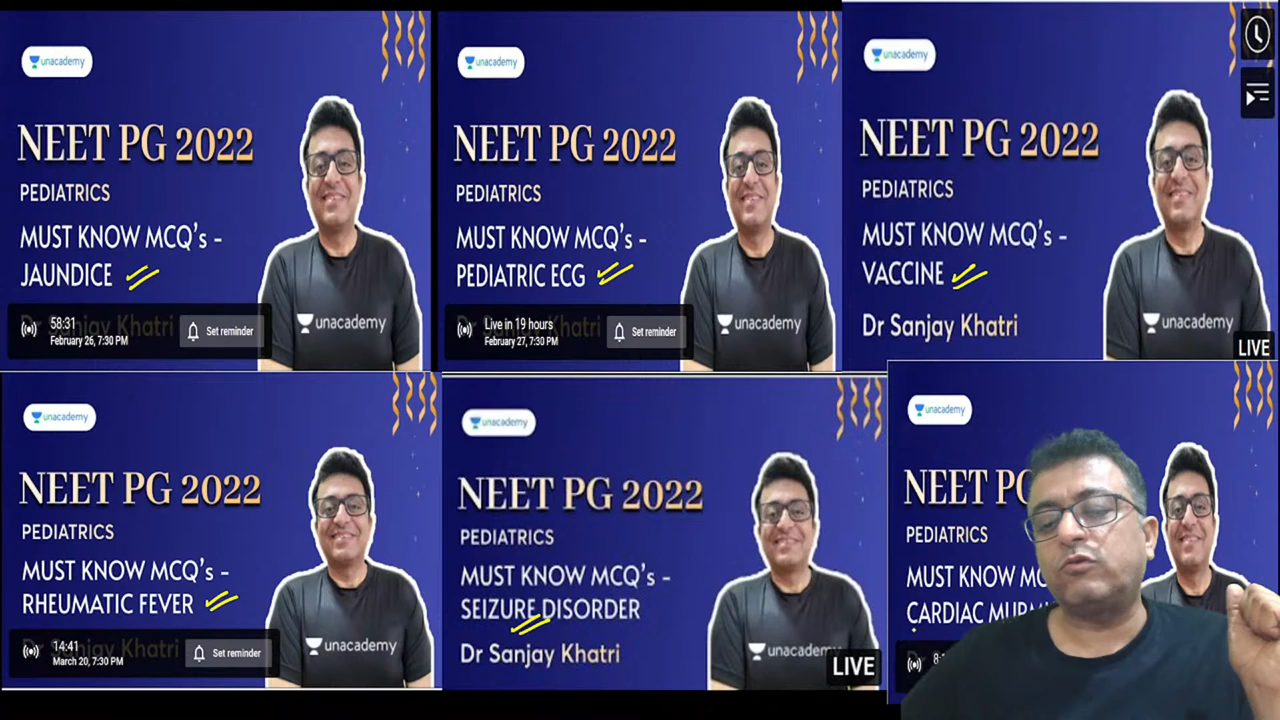 unacademy
NEET PG 2022
PEDIATRICS
MUST KNOW MCQ's -
JAUNDICE
Dr Sanjay Khatri
58:31
February 26, 7:30 PM
Set reminder
unacademy
unacademy
NEET PG 2022
PEDIATRICS
MUST KNOW MCQ's -
PEDIATRIC ECG
Live in 19 hours
February 27, 7:30 PM
Set reminder
unacademy
unacademy
NEET PG 2022
PEDIATRICS
MUST KNOW MCQ's -
VACCINE
Dr Sanjay Khatri
unacademy
LIVE
unacademy
NEET PG 2022
PEDIATRICS
MUST KNOW MCQ's -
RHEUMATIC FEVER
14:41
March 20, 7:30 PM
Set reminder
unacademy
unacademy
NEET PG 2022
PEDIATRICS
MUST KNOW MCQ's -
SEIZURE DISORDER
Dr Sanjay Khatri
unacademy
LIVE
unacademy
NEET
PEDIATRICS
MUST KNOW
CARDIAC